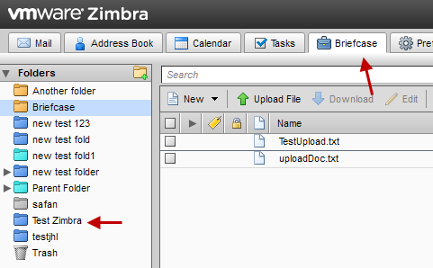 vmware® Zimbra
Mail Address Book Calendar Tasks Briefcase Pref
Folders
Another folder
Briefcase
new test 123
new test fold
new test fold1
new test folder
Parent Folder
safan
Test Zimbra
testjhl
Trash
Search
New Upload File Download Edit
Name
TestUpload.txt
uploadDoc.txt